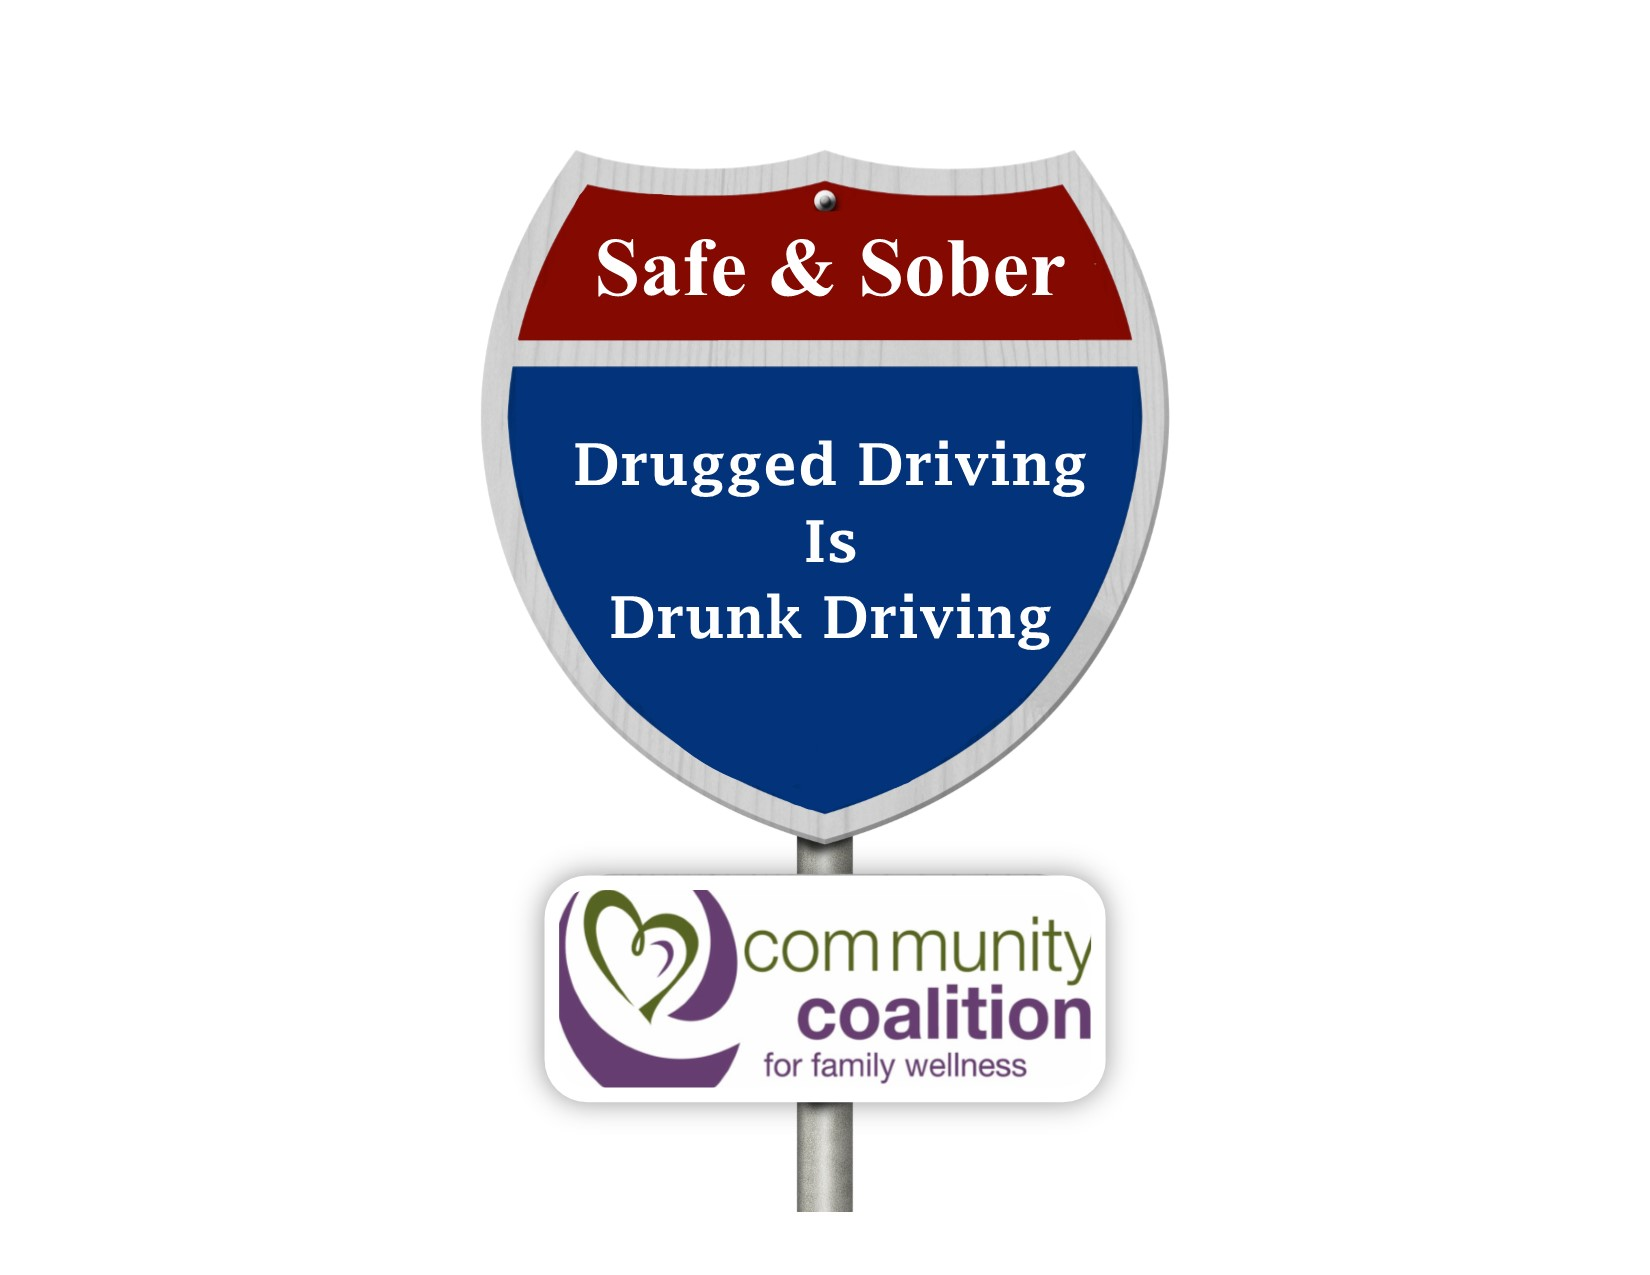 Safe & Sober
Drugged Driving
Is
Drunk Driving
community
coalition
for family wellness